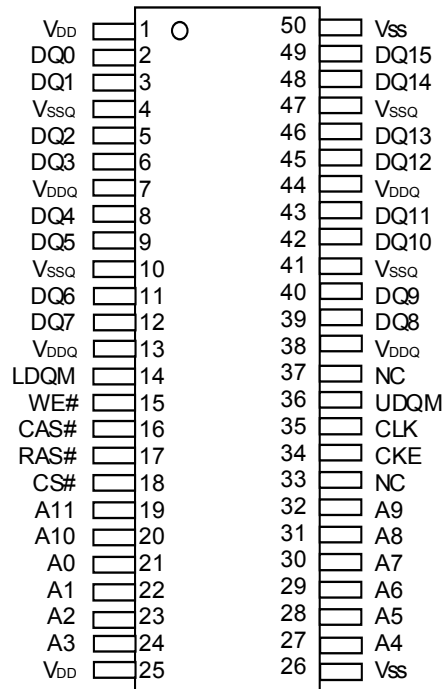 VDD 1 50 Vss
DQ0 2 49 DQ15
DQ1 3 48 DQ14
VSSQ 4 47 VSSQ
DQ2 5 46 DQ13
DQ3 6 45 DQ12
VDDQ 7 44 VDDQ
DQ4 8 43 DQ11
DQ5 9 42 DQ10
VSSQ 10 41 VSSQ
DQ6 11 40 DQ9
DQ7 12 39 DQ8
VDDQ 13 38 VDDQ
LDQM 14 37 NC
WE# 15 36 UDQM
CAS# 16 35 CLK
RAS# 17 34 CKE
CS# 18 33 NC
A11 19 32 A9
A10 20 31 A8
A0 21 30 A7
A1 22 29 A6
A2 23 28 A5
A3 24 27 A4
VDD 25 26 Vss